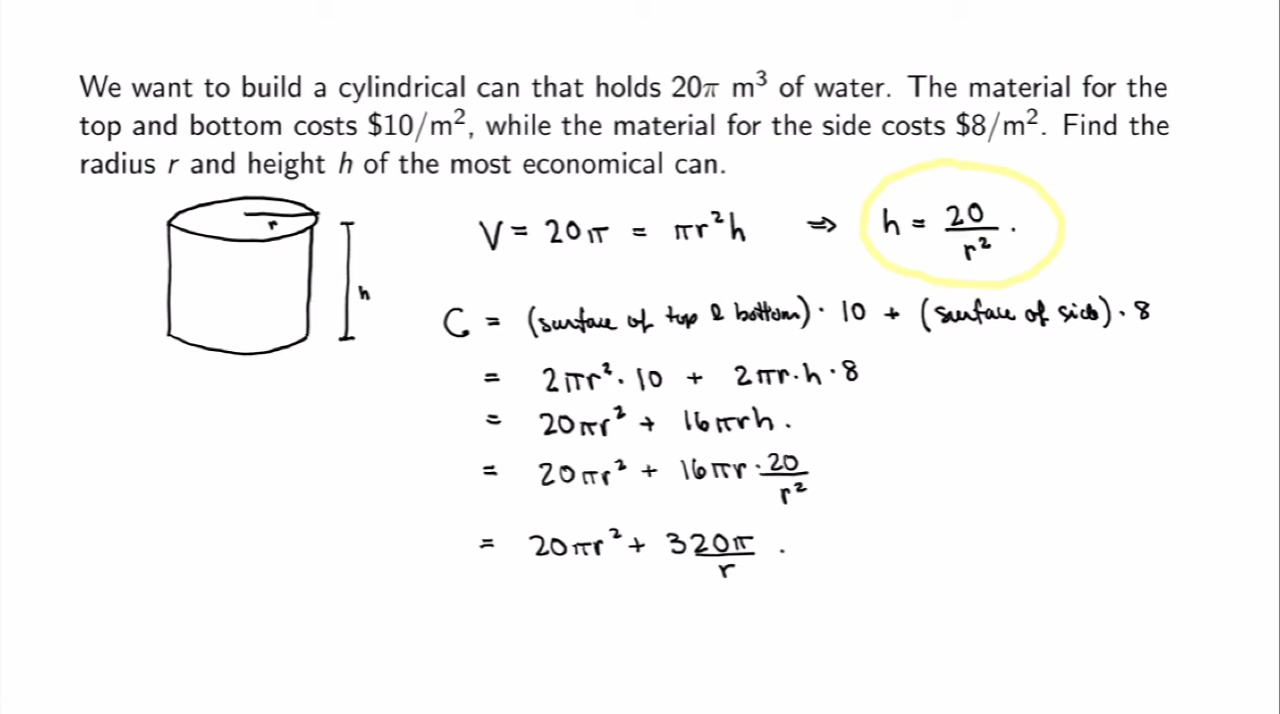 We want to build a cylindrical can that holds 20π m³ of water. The material for the
top and bottom costs $10/m², while the material for the side costs $8/m². Find the
radius r and height h of the most economical can.
r
h
V = 20π = πr²h ⇒ h = 20/r² .
C = (surface of top & bottom) · 10 + (surface of side) · 8
= 2πr² · 10 + 2πr · h · 8
= 20πr² + 16πrh .
= 20πr² + 16πr · 20/r²
= 20πr² + 320π/r .